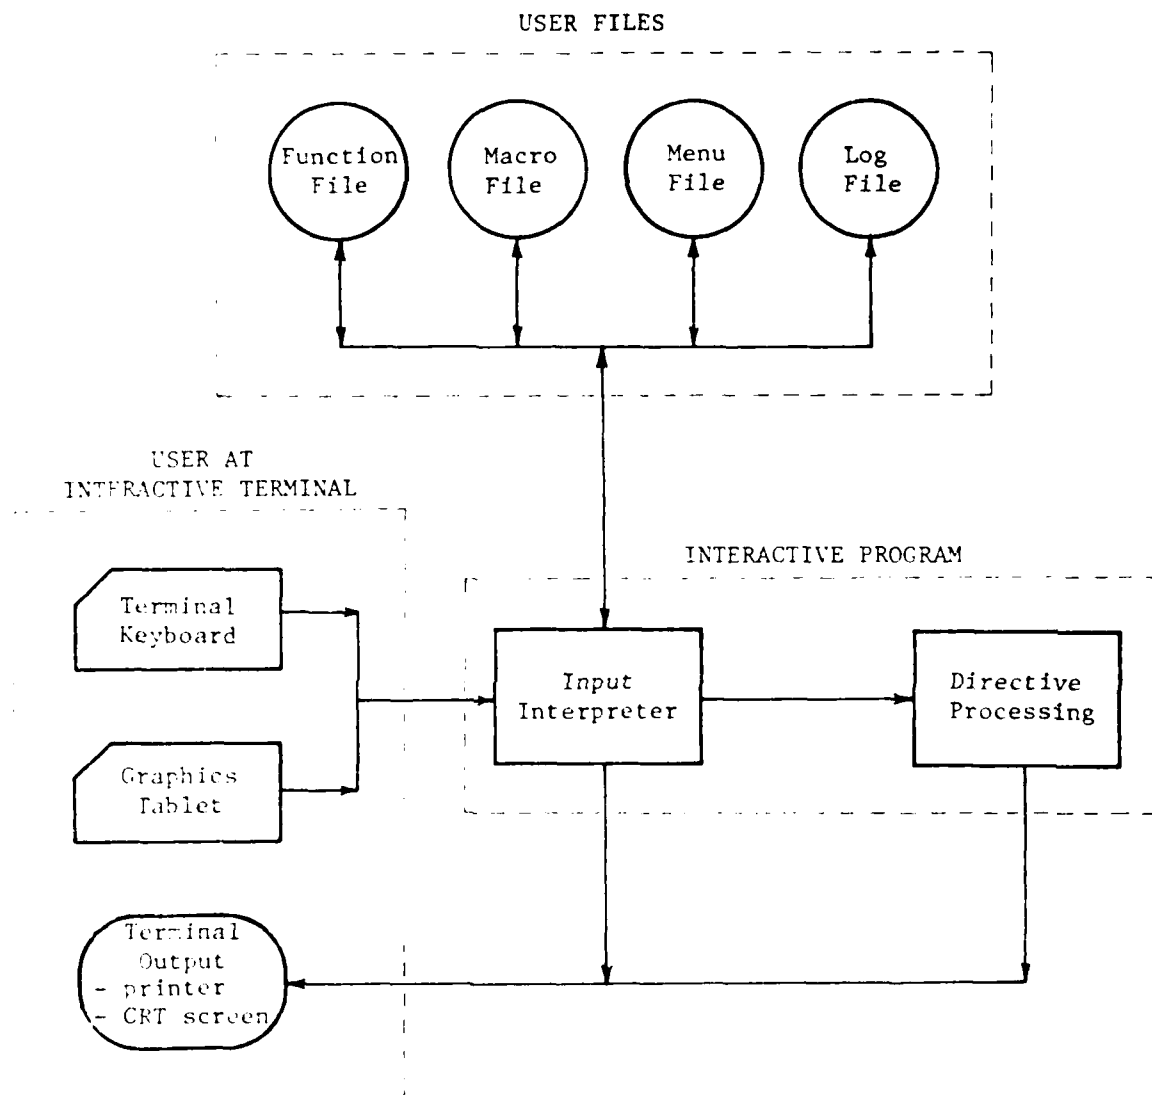 USER FILES
Function
File
Macro
File
Menu
File
Log
File
USER AT
INTERACTIVE TERMINAL
INTERACTIVE PROGRAM
Terminal
Keyboard
Input
Interpreter
Directive
Processing
Graphics
Tablet
Terminal
Output
- printer
- CRT screen